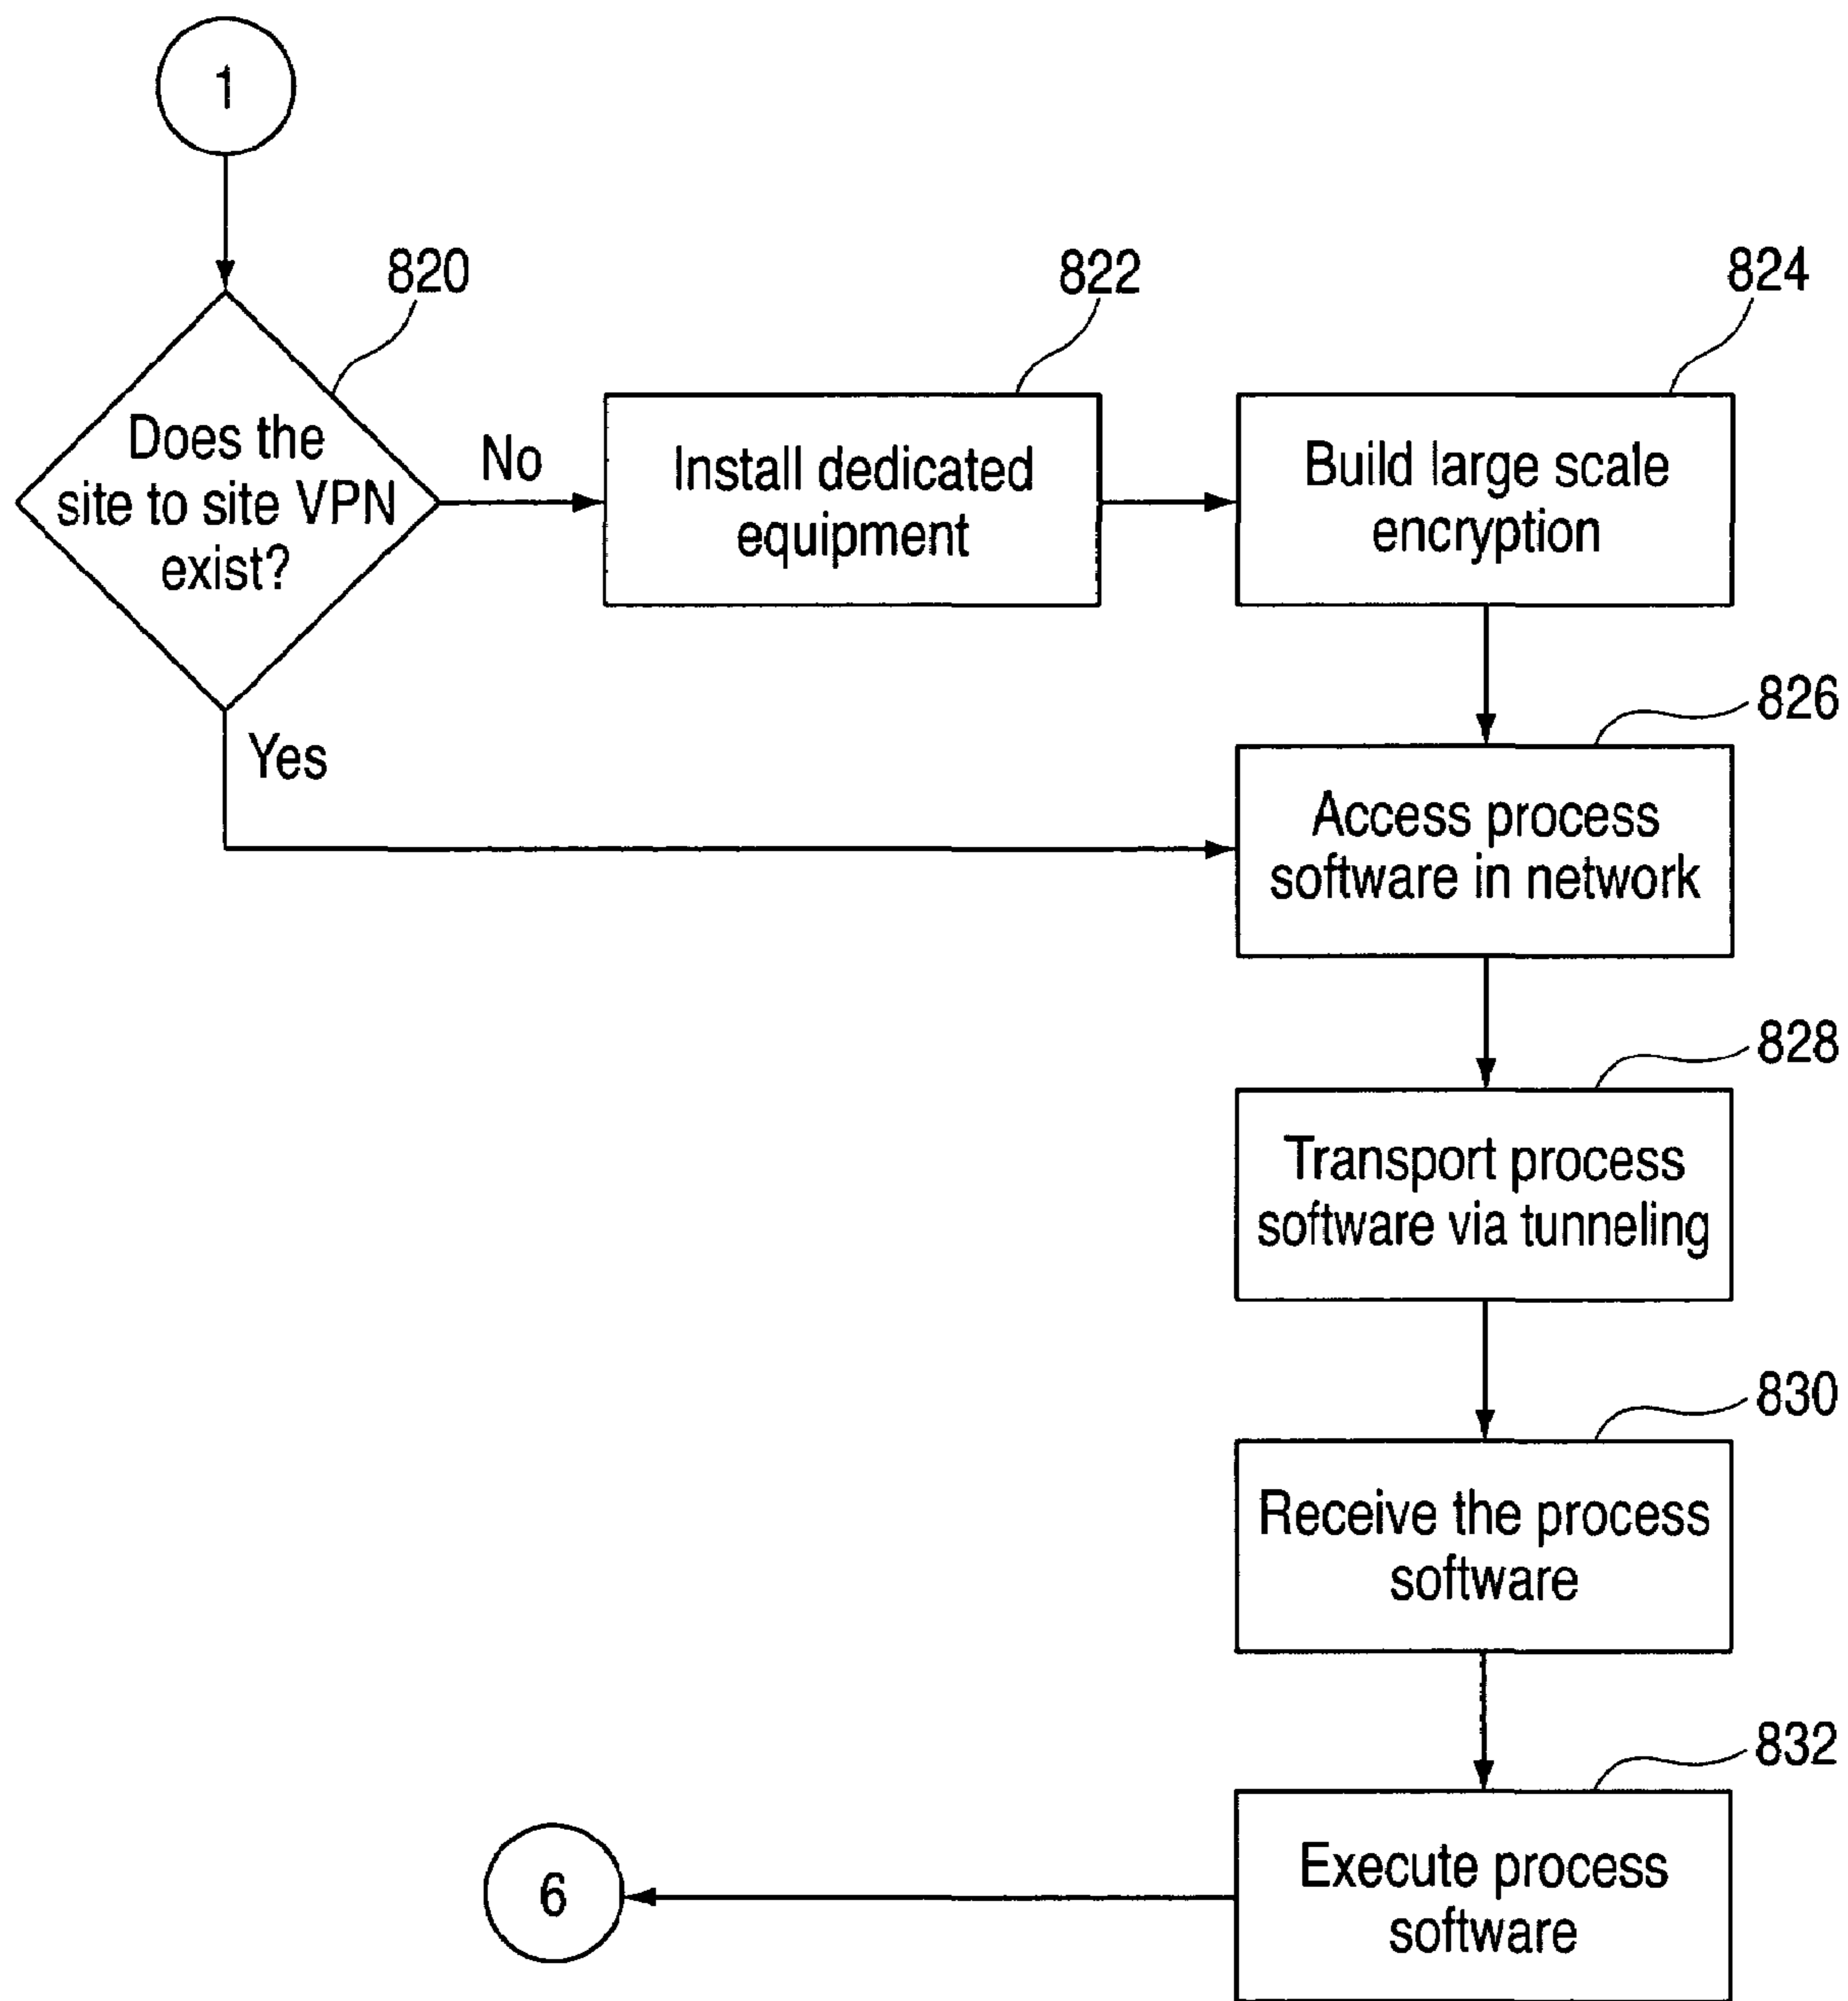 1
820
822
824
Does the
site to site VPN
exist?
No
Install dedicated
equipment
Build large scale
encryption
Yes
826
Access process
software in network
828
Transport process
software via tunneling
830
Receive the process
software
832
Execute process
software
6